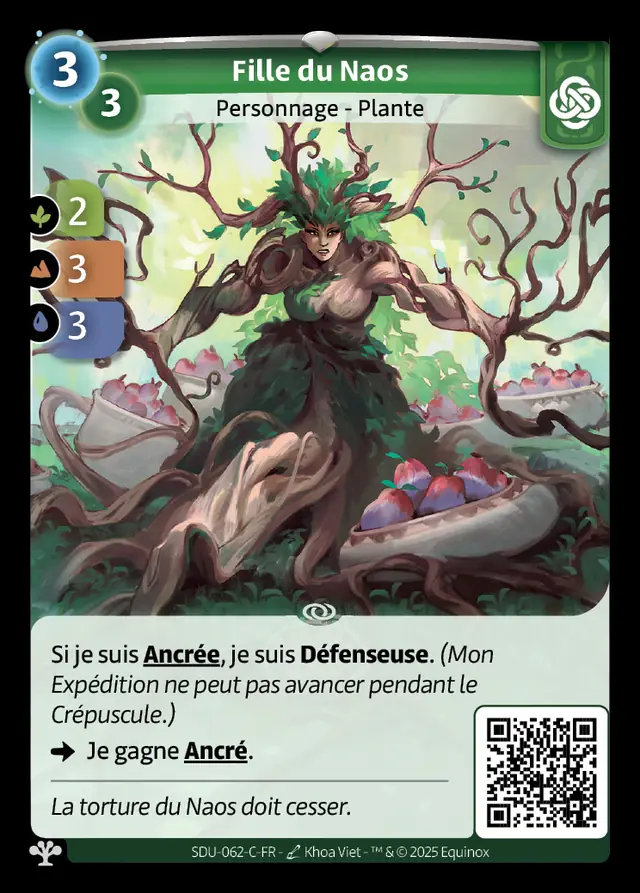 3
3
Fille du Naos
Personnage - Plante
2
3
3
Si je suis Ancrée, je suis Défenseuse. (Mon
Expédition ne peut pas avancer pendant le
Crépuscule.)
Je gagne Ancré.
La torture du Naos doit cesser.
SDU-062-C-FR - Khoa Viet - ™ & © 2025 Equinox